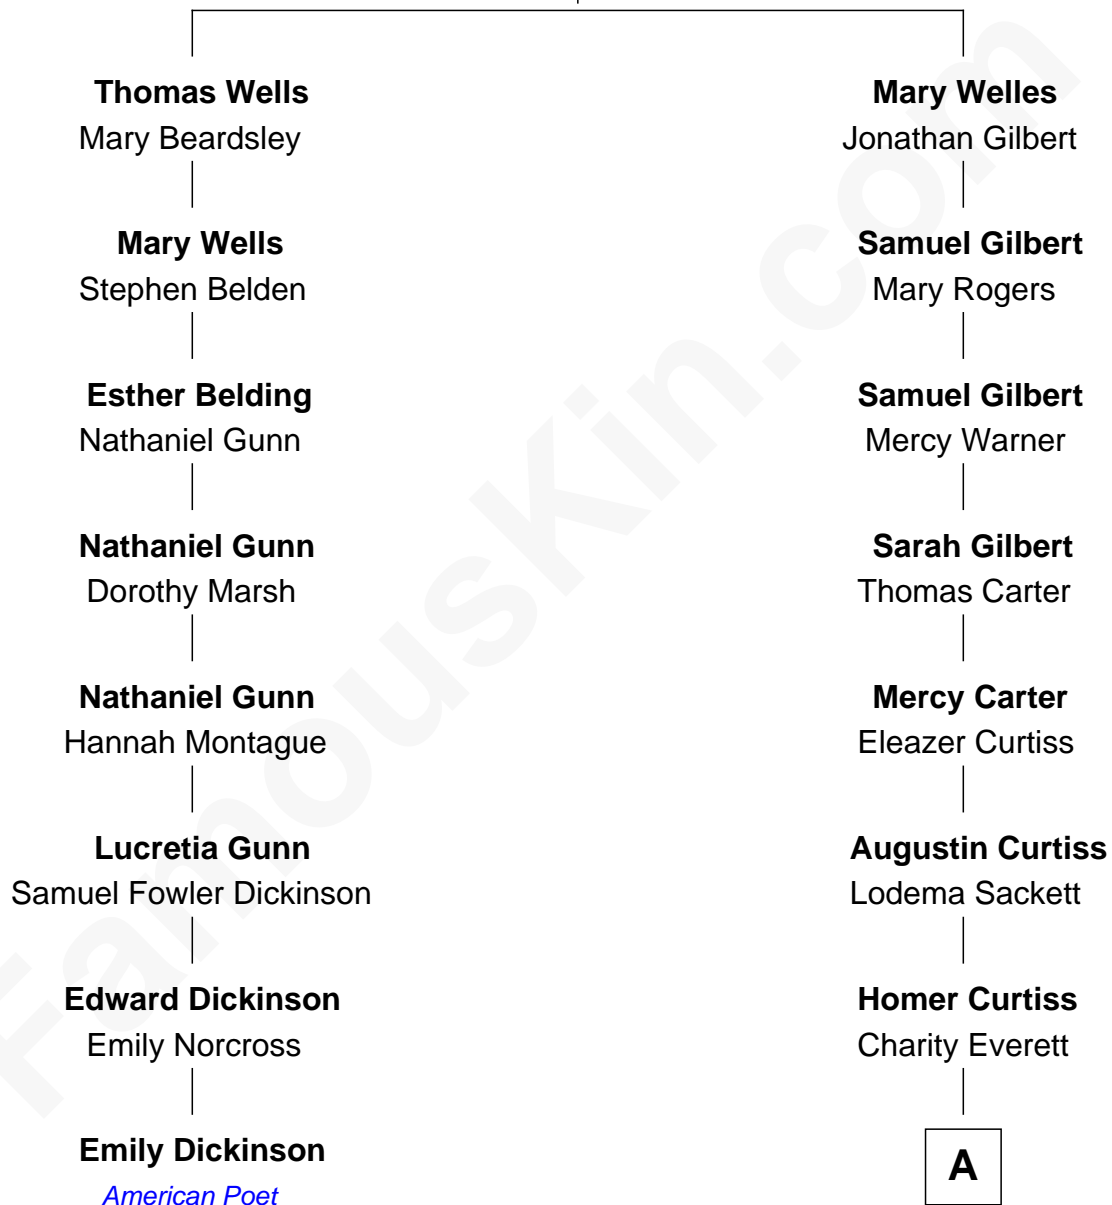 Thomas Wells
Mary Beardsley
Mary Wells
Stephen Belden
Esther Belding
Nathaniel Gunn
Nathaniel Gunn
Dorothy Marsh
Nathaniel Gunn
Hannah Montague
Lucretia Gunn
Samuel Fowler Dickinson
Edward Dickinson
Emily Norcross
Emily Dickinson
American Poet
Mary Welles
Jonathan Gilbert
Samuel Gilbert
Mary Rogers
Samuel Gilbert
Mercy Warner
Sarah Gilbert
Thomas Carter
Mercy Carter
Eleazer Curtiss
Augustin Curtiss
Lodema Sackett
Homer Curtiss
Charity Everett
A
FamousKin.com